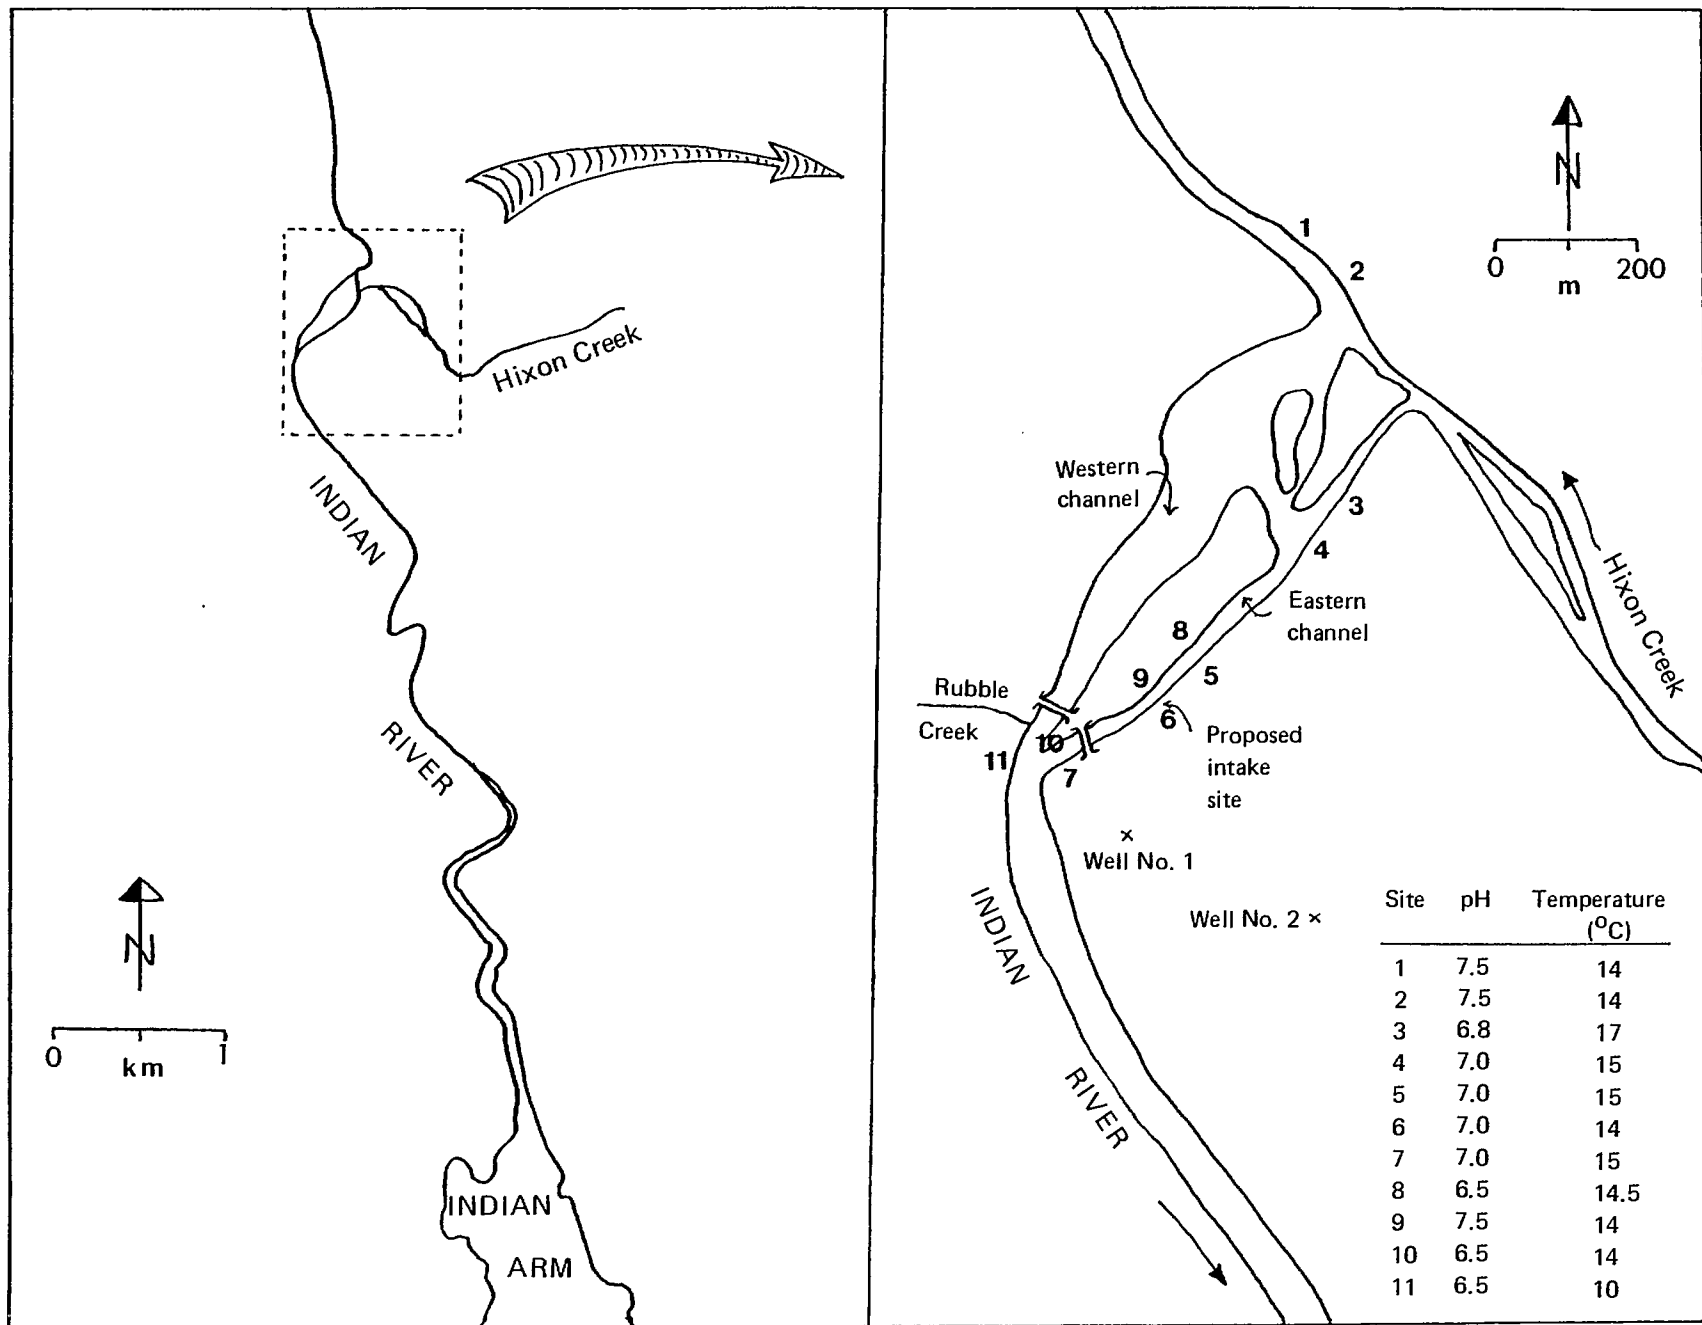 Hixon Creek
INDIAN
RIVER
N
0 1
km
INDIAN
ARM
N
0 200
m
1
2
Western
channel
3
4
Hixon Creek
Eastern
channel
8
5
9
Rubble
Creek
6
Proposed
intake
site
10
11
7
Well No. 1
INDIAN
Well No. 2 ×
RIVER
Site pH Temperature
(°C)
1 7.5 14
2 7.5 14
3 6.8 17
4 7.0 15
5 7.0 15
6 7.0 14
7 7.0 15
8 6.5 14.5
9 7.5 14
10 6.5 14
11 6.5 10